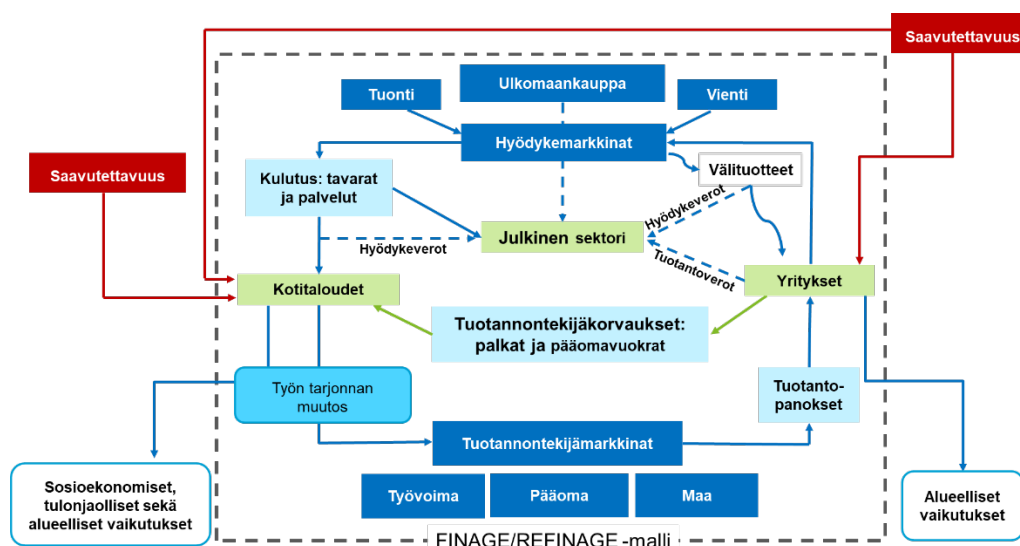 Saavutettavuus
Ulkomaankauppa
Tuonti
Vienti
Hyödykemarkkinat
Välituotteet
Saavutettavuus
Kulutus: tavarat
ja palvelut
Hyödykeverot
Julkinen sektori
Hyödykeverot
Tuotantoverot
Kotitaloudet
Yritykset
Tuotannontekijäkorvaukset:
palkat ja pääomavuokrat
Työn tarjonnan
muutos
Tuotanto-
panokset
Tuotannontekijämarkkinat
Sosioekonomiset,
tulonjaolliset sekä
alueelliset vaikutukset
Työvoima
Pääoma
Maa
Alueelliset
vaikutukset
FINAGE/REFINAGE -malli